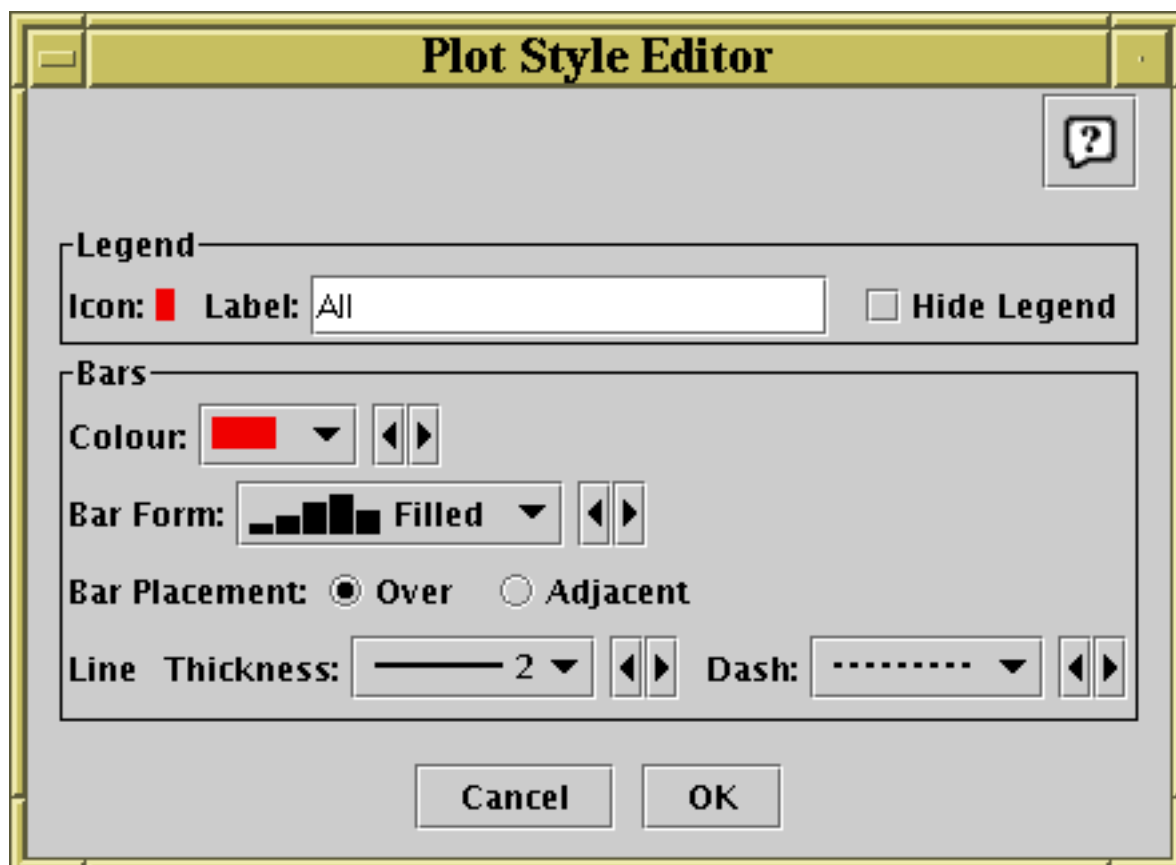 Plot Style Editor
?
Legend
Icon: Label: All Hide Legend
Bars
Colour:
Bar Form: Filled
Bar Placement: Over Adjacent
Line Thickness: 2 Dash:
Cancel OK